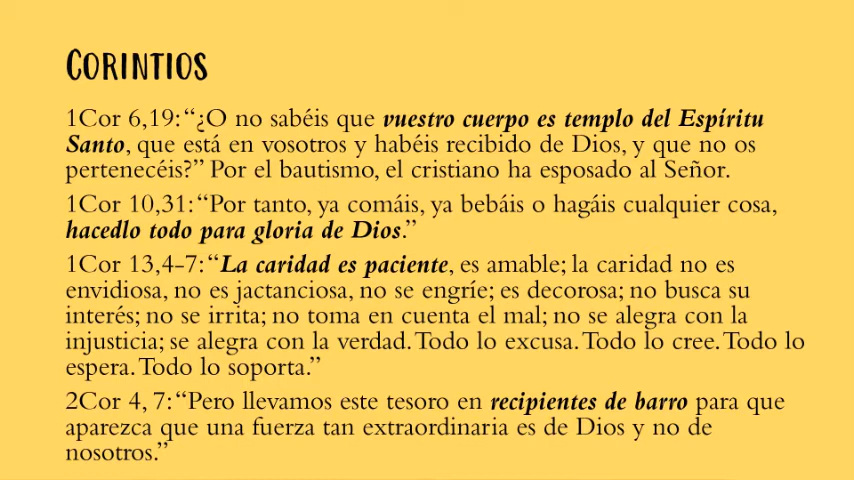 CORINTIOS
1Cor 6,19: “¿O no sabéis que vuestro cuerpo es templo del Espíritu
Santo, que está en vosotros y habéis recibido de Dios, y que no os
pertenecéis?” Por el bautismo, el cristiano ha esposado al Señor.
1Cor 10,31: “Por tanto, ya comáis, ya bebáis o hagáis cualquier cosa,
hacedlo todo para gloria de Dios.”
1Cor 13,4-7: “La caridad es paciente, es amable; la caridad no es
envidiosa, no es jactanciosa, no se engríe; es decorosa; no busca su
interés; no se irrita; no toma en cuenta el mal; no se alegra con la
injusticia; se alegra con la verdad. Todo lo excusa. Todo lo cree. Todo lo
espera. Todo lo soporta.”
2Cor 4, 7: “Pero llevamos este tesoro en recipientes de barro para que
aparezca que una fuerza tan extraordinaria es de Dios y no de
nosotros.”